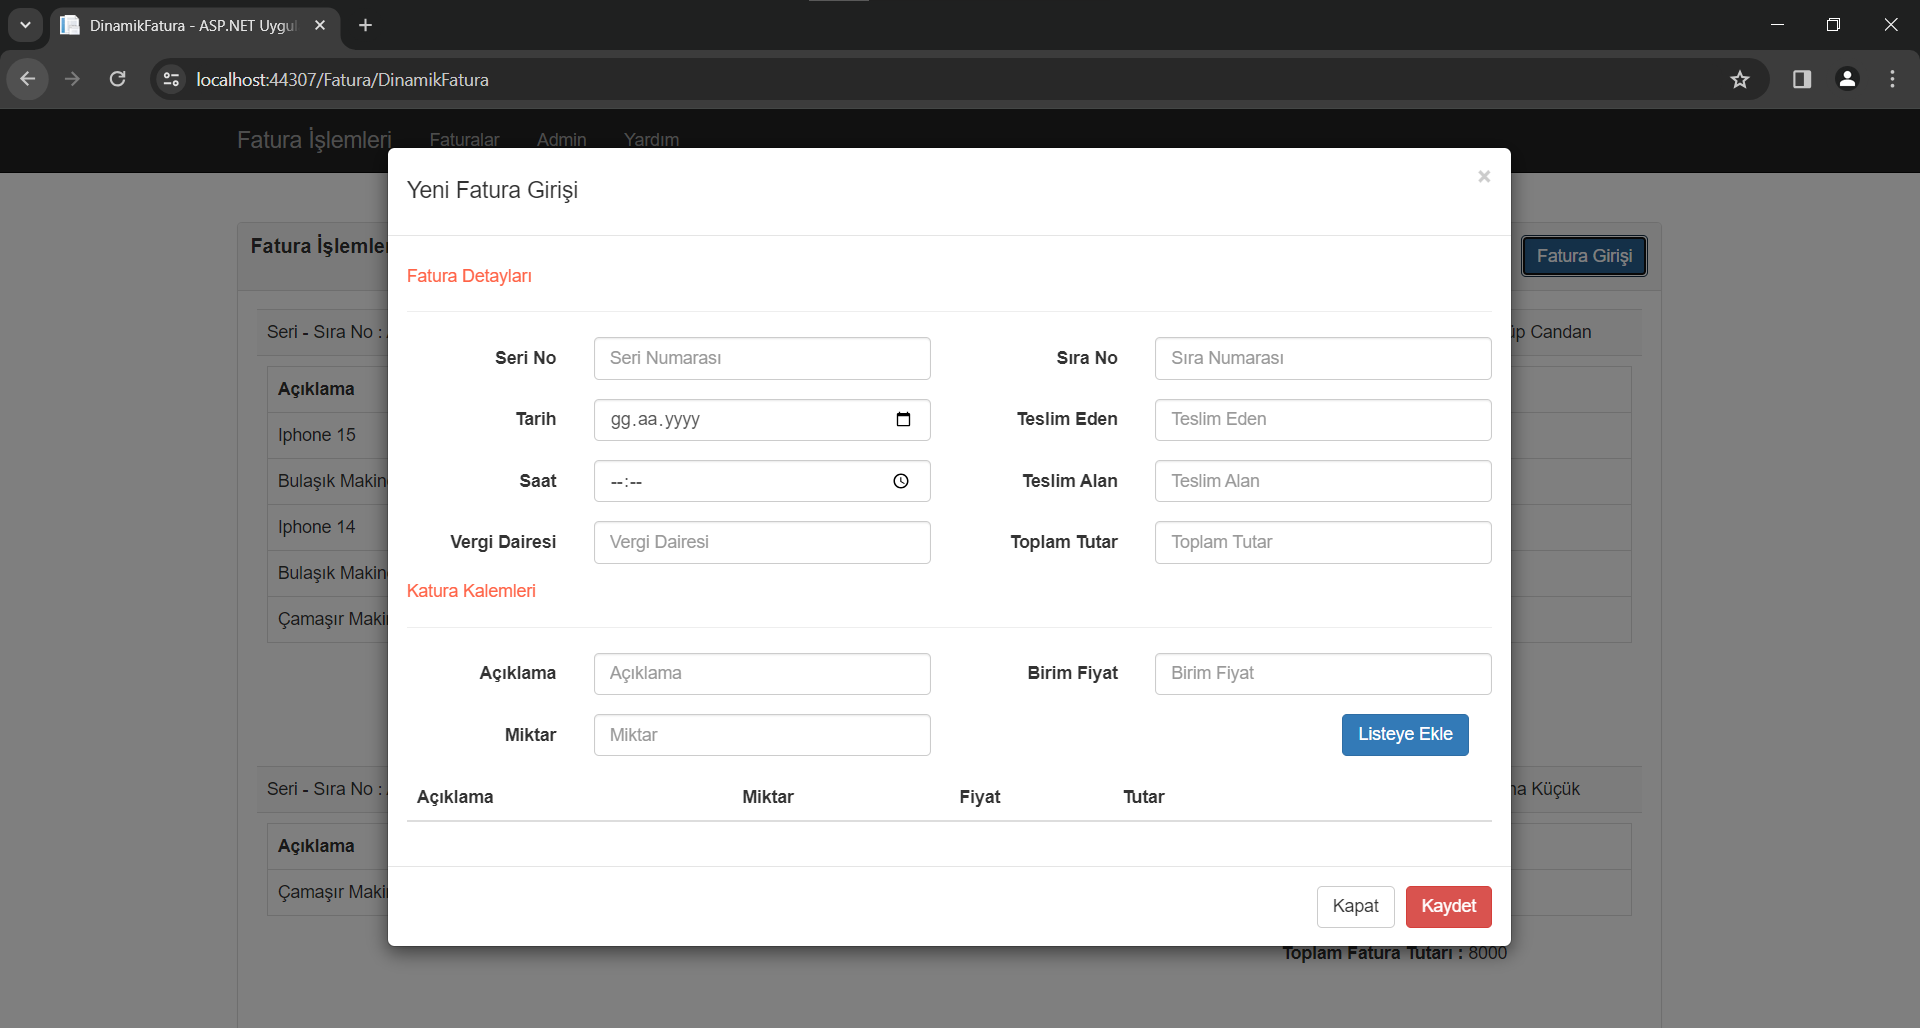 DinamikFatura - ASP.NET Uygul
localhost:44307/Fatura/DinamikFatura
Fatura İşlemleri Faturalar Admin Yardım
Yeni Fatura Girişi ×
Fatura İşlemler Fatura Girişi
Fatura Detayları
Seri - Sıra No : üp Candan
Seri No Seri Numarası Sıra No Sıra Numarası
Açıklama
Tarih gg.aa.yyyy Teslim Eden Teslim Eden
Iphone 15
Saat --:-- Teslim Alan Teslim Alan
Bulaşık Makin
Iphone 14
Vergi Dairesi Vergi Dairesi Toplam Tutar Toplam Tutar
Bulaşık Makin
Katura Kalemleri
Çamaşır Maki
Açıklama Açıklama Birim Fiyat Birim Fiyat
Miktar Miktar Listeye Ekle
Seri - Sıra No : na Küçük
Açıklama Miktar Fiyat Tutar
Açıklama
Çamaşır Maki
Kapat Kaydet
Toplam Fatura Tutarı : 8000